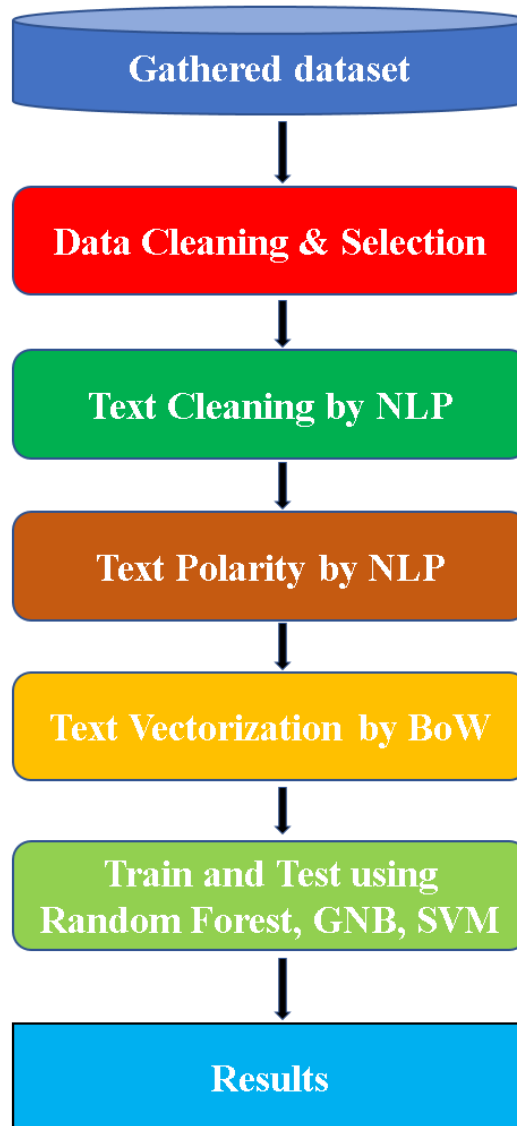 Gathered dataset
Data Cleaning & Selection
Text Cleaning by NLP
Text Polarity by NLP
Text Vectorization by BoW
Train and Test using
Random Forest, GNB, SVM
Results